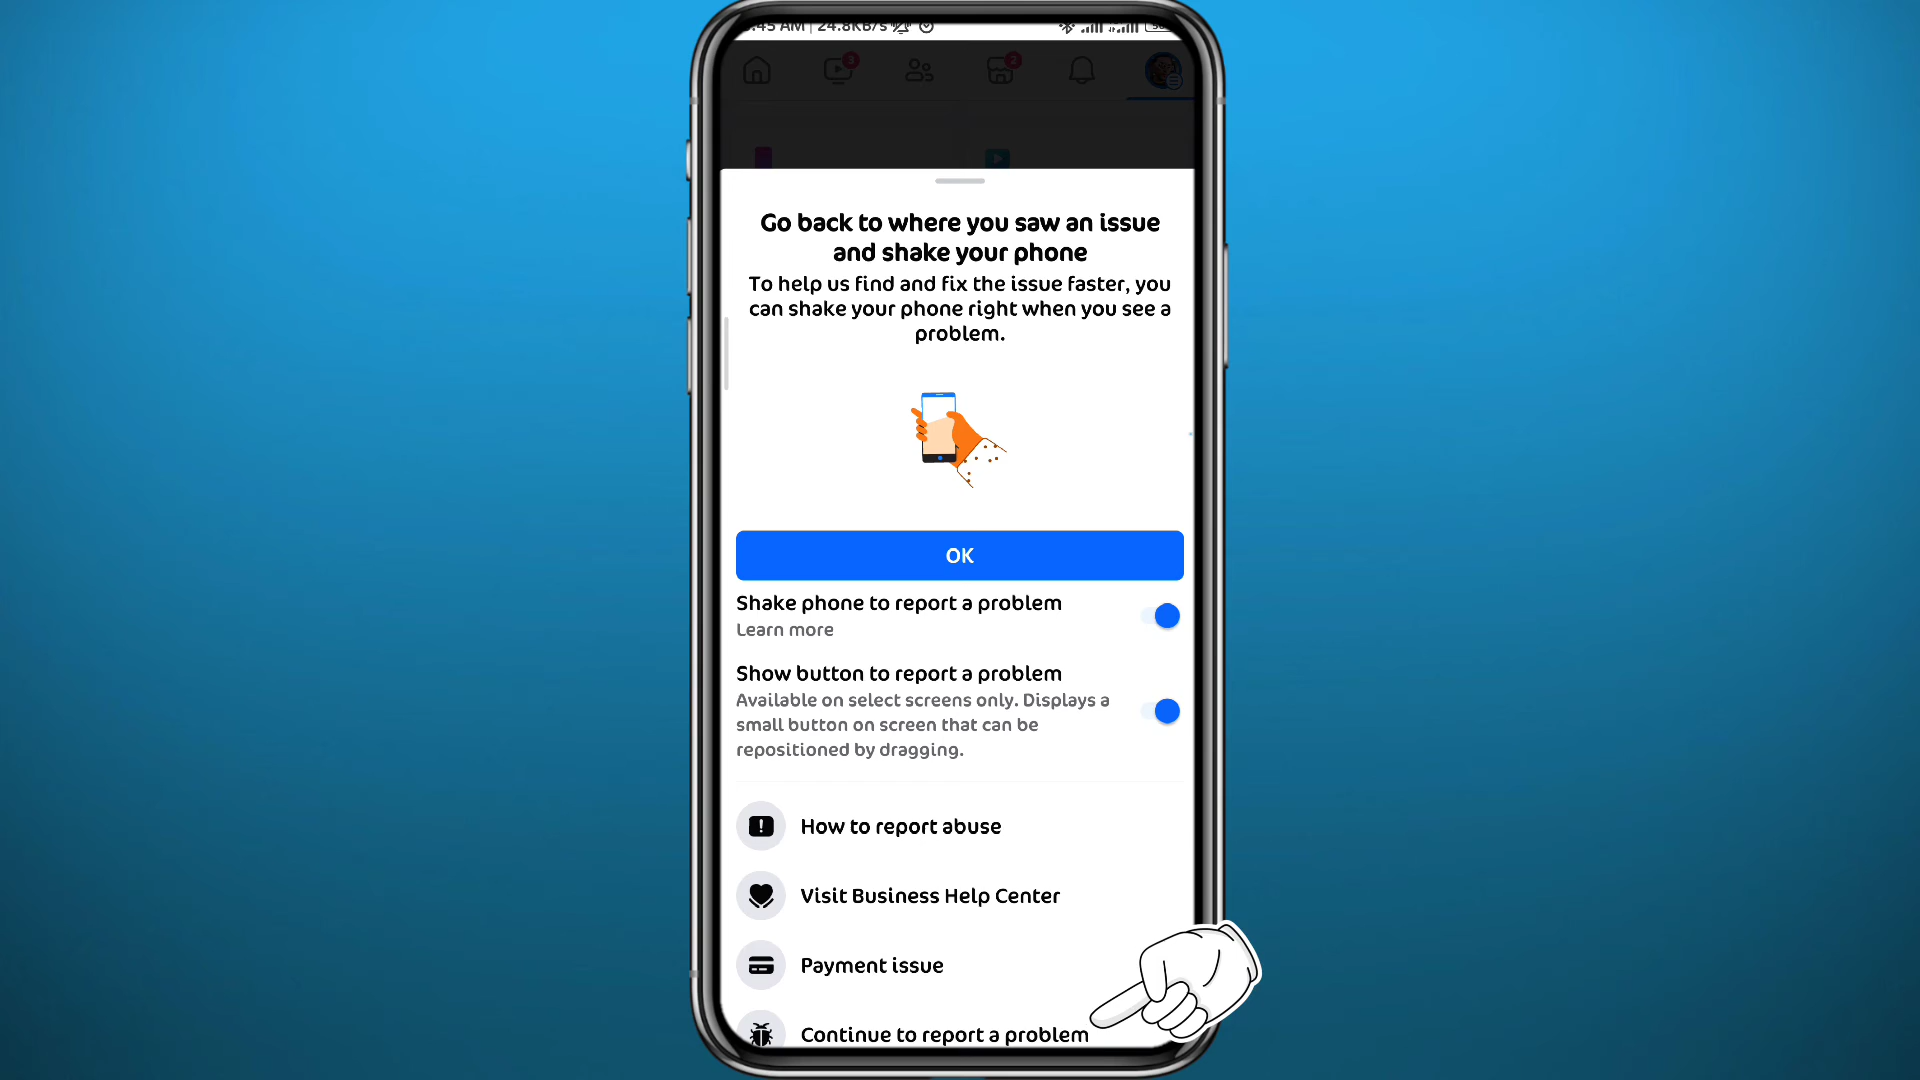 :45 AM | 24.8KB/s
3
2
Go back to where you saw an issue
and shake your phone
To help us find and fix the issue faster, you
can shake your phone right when you see a
problem.
OK
Shake phone to report a problem
Learn more
Show button to report a problem
Available on select screens only. Displays a
small button on screen that can be
repositioned by dragging.
How to report abuse
Visit Business Help Center
Payment issue
Continue to report a problem